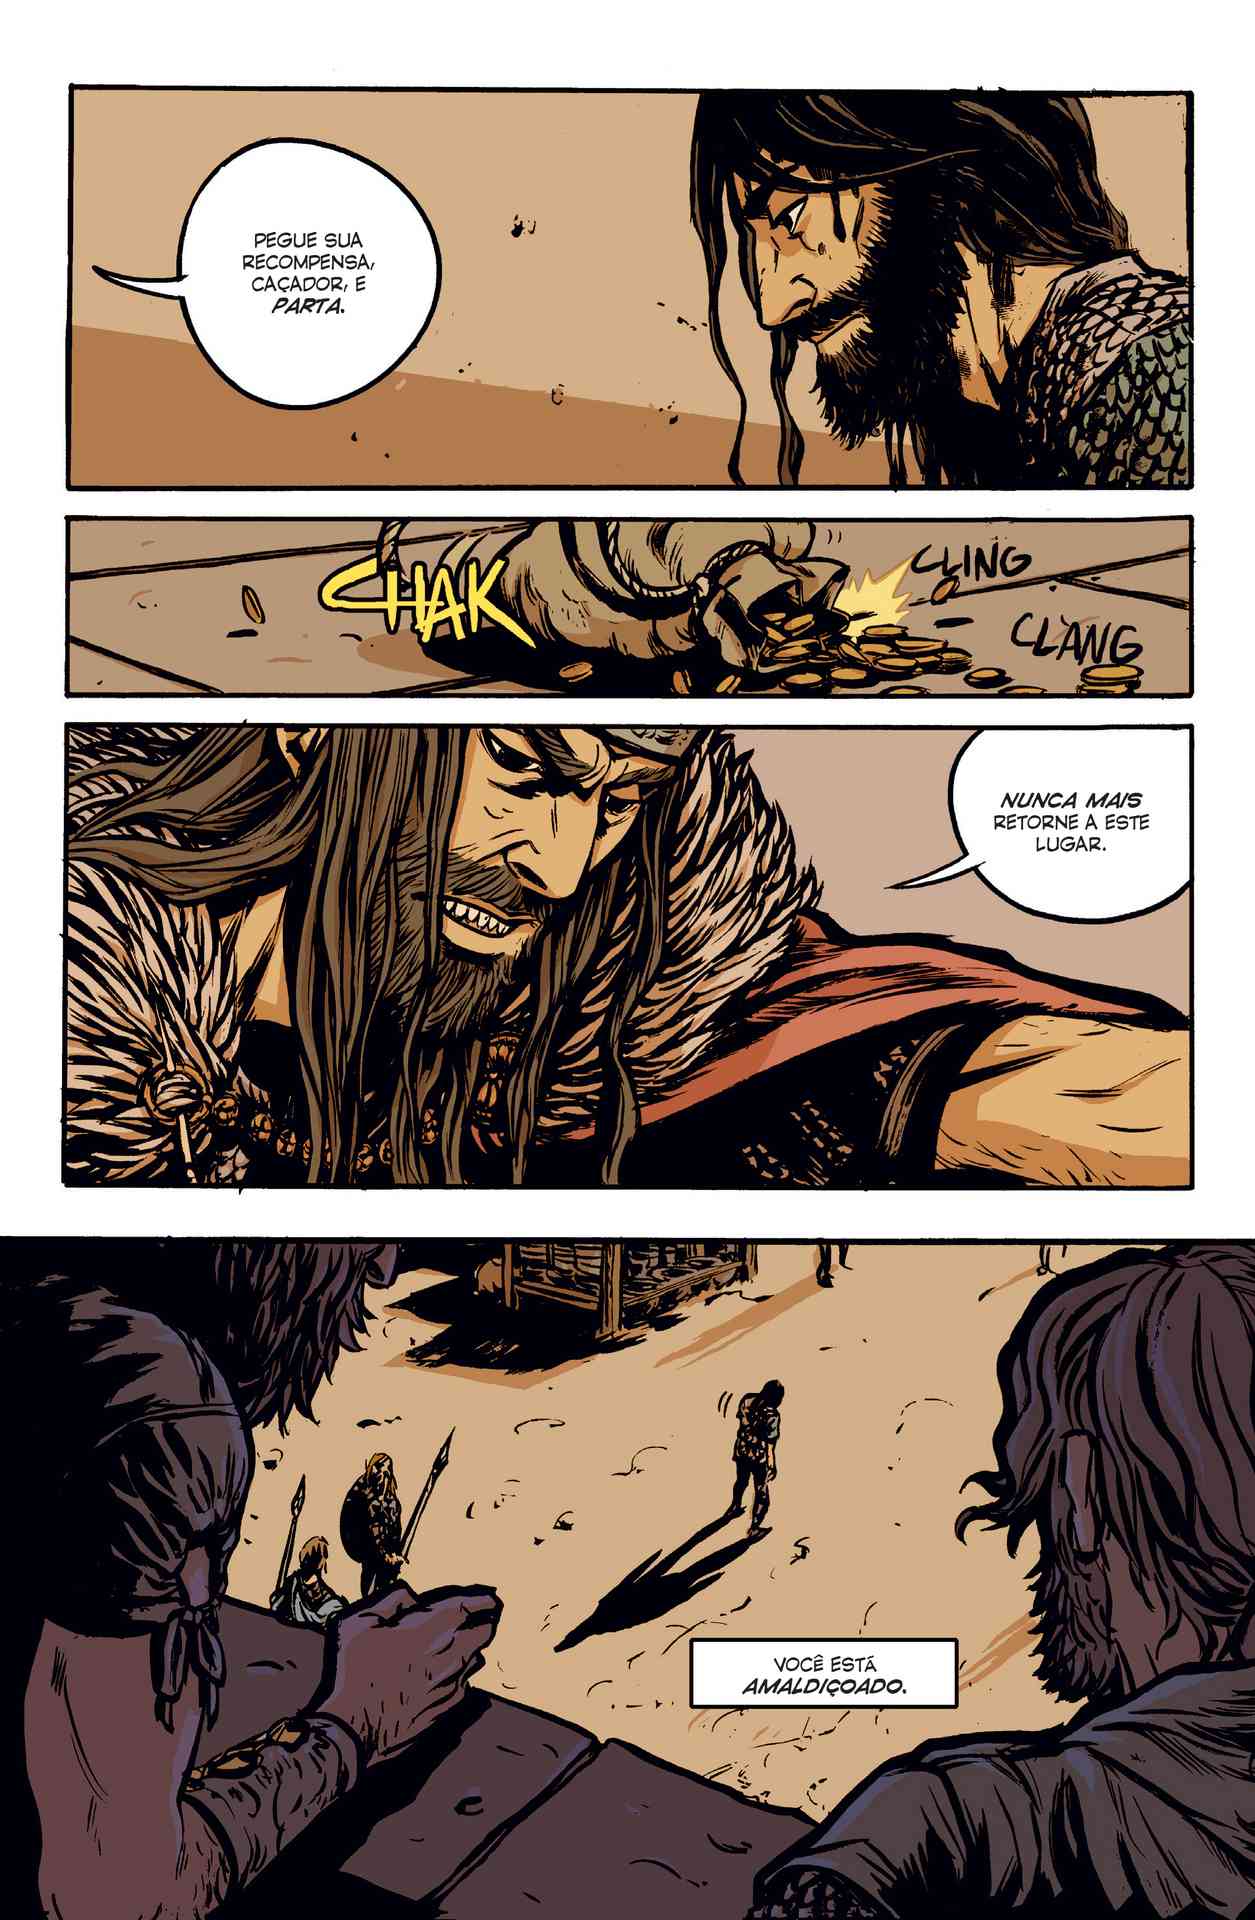 PEGUE SUA
RECOMPENSA,
CAÇADOR, E
PARTA.
CHAK
CLING
CLANG
NUNCA MAIS
RETORNE A ESTE
LUGAR.
VOCÊ ESTÁ
AMALDIÇOADO.